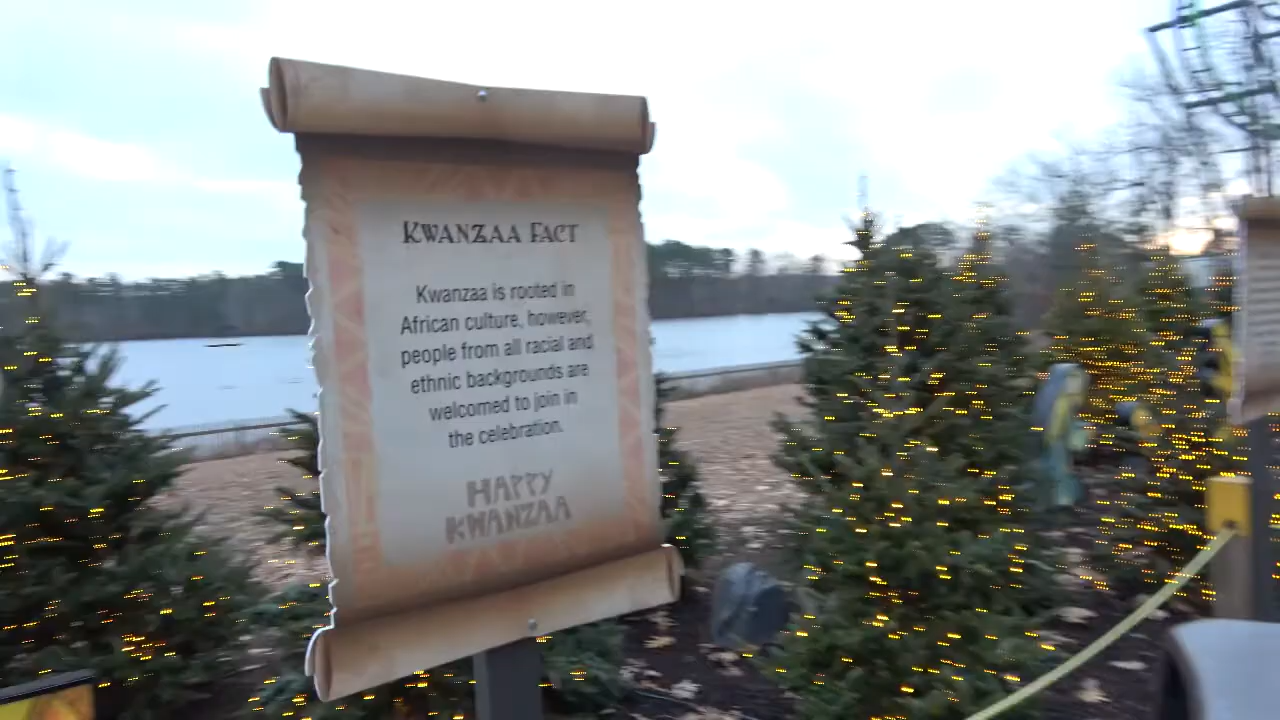 KWANZAA FACT
Kwanzaa is rooted in
African culture, however,
people from all racial and
ethnic backgrounds are
welcomed to join in
the celebration.
HAPPY
KWANZAA